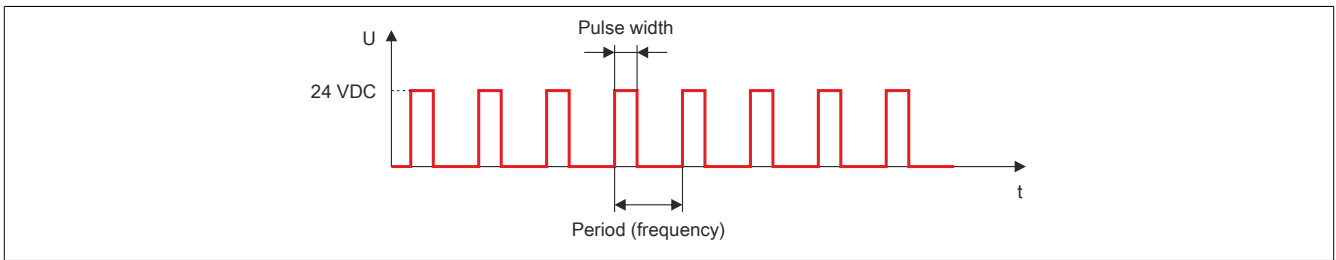 Pulse width
U
24 VDC
t
Period (frequency)